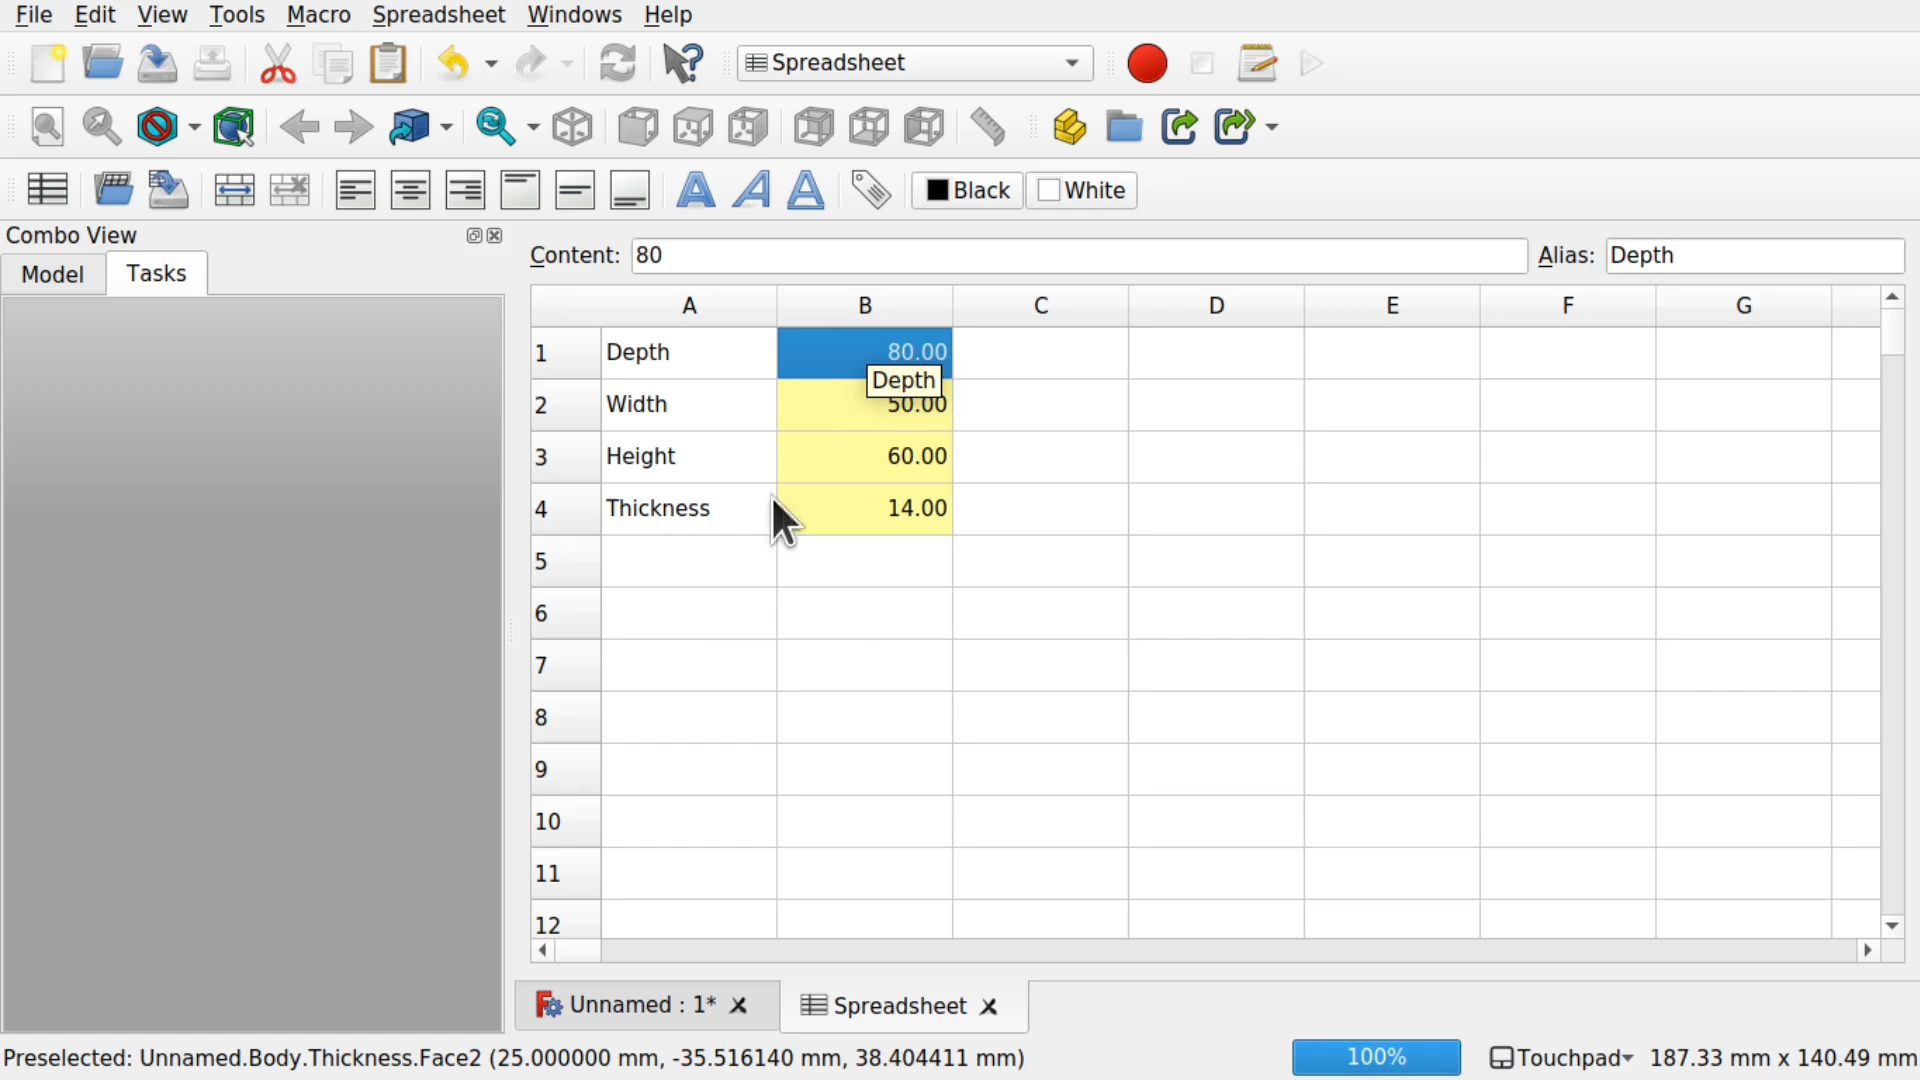 File Edit View Tools Macro Spreadsheet Windows Help
Spreadsheet
Black White
Combo View
Model Tasks
Content: 80 Alias: Depth
A B C D E F G
1 Depth 80.00
Depth
2 Width 50.00
3 Height 60.00
4 Thickness 14.00
5
6
7
8
9
10
11
12
Unnamed : 1* Spreadsheet
Preselected: Unnamed.Body.Thickness.Face2 (25.000000 mm, -35.516140 mm, 38.404411 mm) 100% Touchpad 187.33 mm x 140.49 mm